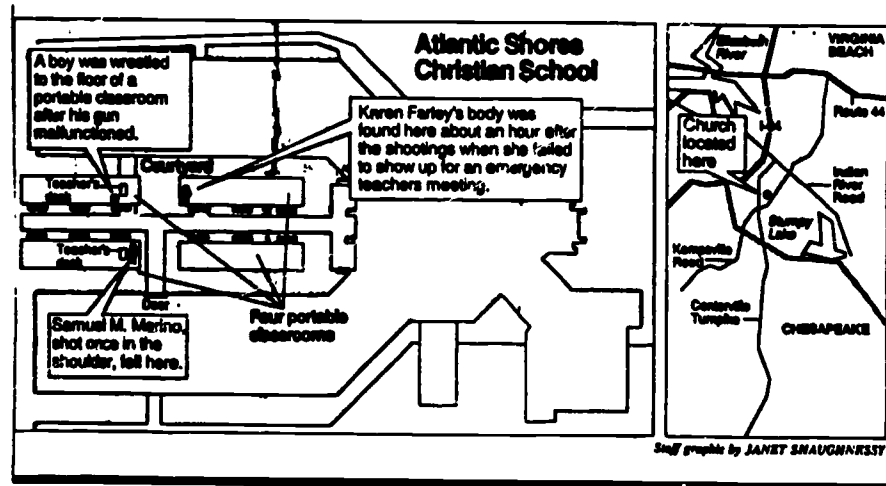 Atlantic Shores
Christian School
A boy was wrestled
to the floor of a
portable classroom
after his gun
malfunctioned.
Karen Farley's body was
found here about an hour after
the shootings when she failed
to show up for an emergency
teachers meeting.
Courtyard
Teacher's
desk
Teacher's
desk
Door
Samuel M. Marino,
shot once in the
shoulder, fell here.
Four portable
classrooms
Elizabeth
River
VIRGINIA
BEACH
I-64
Route 44
Church
located
here
Indian
River
Road
Stumpy
Lake
Kempsville
Road
Centerville
Turnpike
CHESAPEAKE
Staff graphic by JANET SHAUGHNESSY